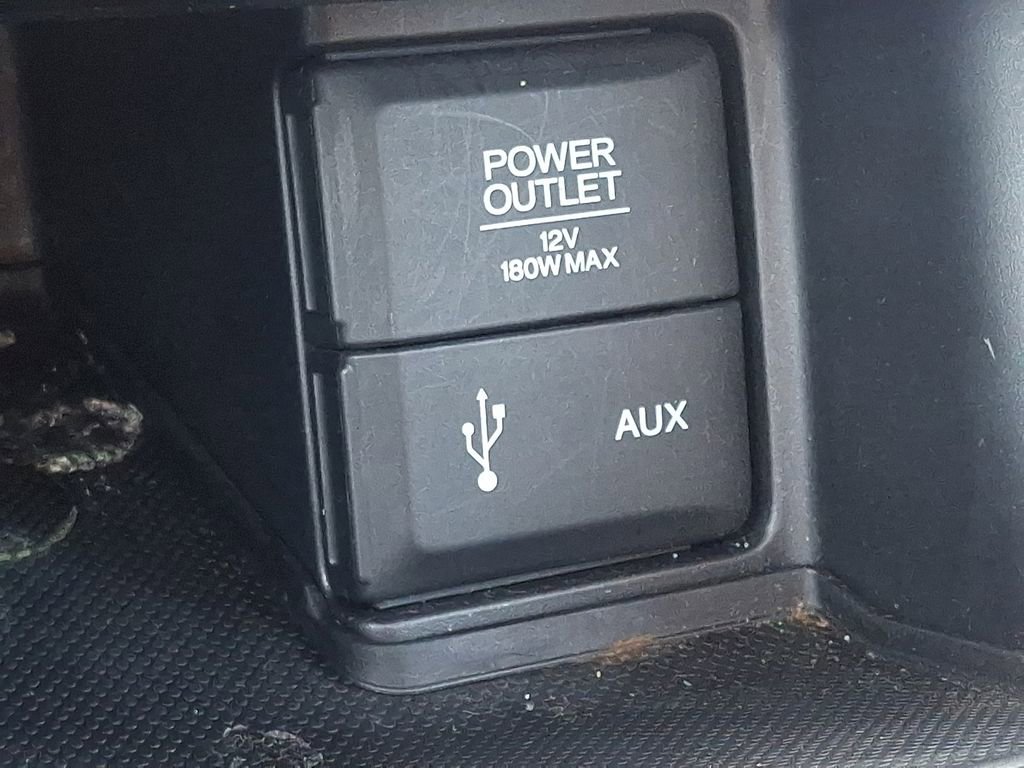 POWER
OUTLET
12V
180W MAX
AUX